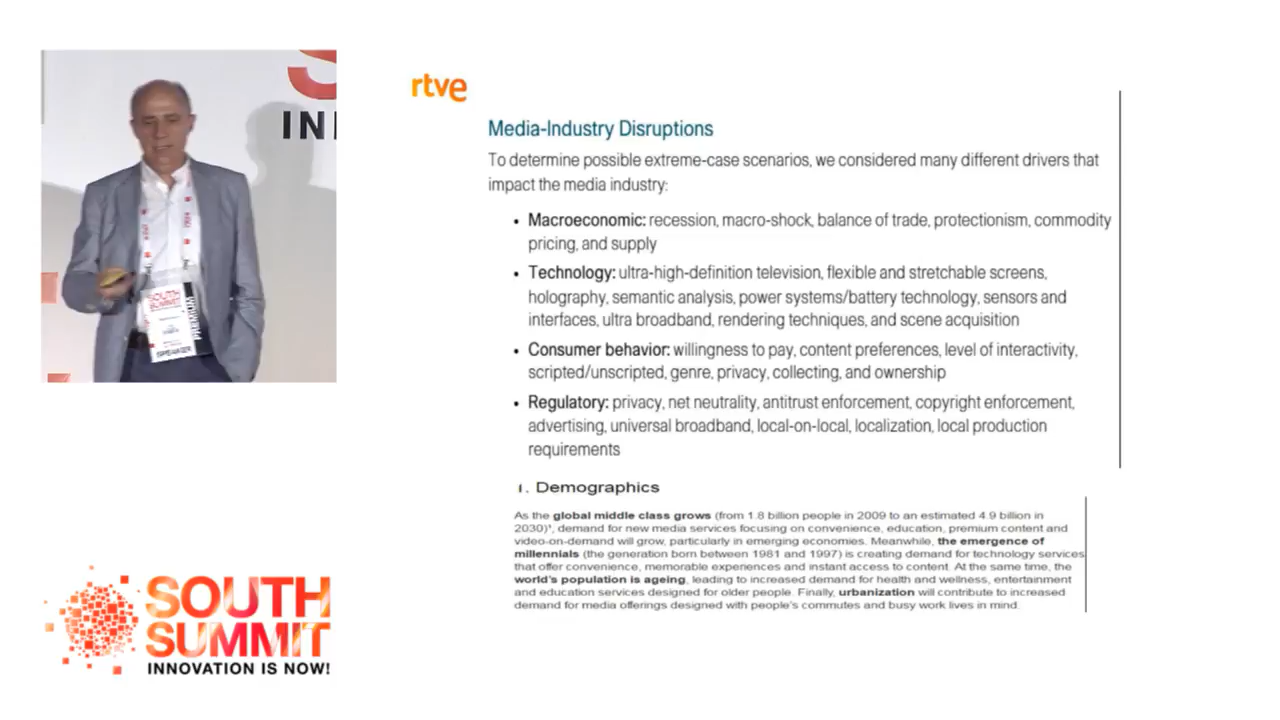 IN
SOUTH
SUMMIT
PREMIUM
SPEAKER
rtve
Media-Industry Disruptions
To determine possible extreme-case scenarios, we considered many different drivers that
impact the media industry:
• Macroeconomic: recession, macro-shock, balance of trade, protectionism, commodity
pricing, and supply
• Technology: ultra-high-definition television, flexible and stretchable screens,
holography, semantic analysis, power systems/battery technology, sensors and
interfaces, ultra broadband, rendering techniques, and scene acquisition
• Consumer behavior: willingness to pay, content preferences, level of interactivity,
scripted/unscripted, genre, privacy, collecting, and ownership
• Regulatory: privacy, net neutrality, antitrust enforcement, copyright enforcement,
advertising, universal broadband, local-on-local, localization, local production
requirements
1. Demographics
As the global middle class grows (from 1.8 billion people in 2009 to an estimated 4.9 billion in
2030)¹, demand for new media services focusing on convenience, education, premium content and
video-on-demand will grow, particularly in emerging economies. Meanwhile, the emergence of
millennials (the generation born between 1981 and 1997) is creating demand for technology services
that offer convenience, memorable experiences and instant access to content. At the same time, the
world's population is ageing, leading to increased demand for health and wellness, entertainment
and education services designed for older people. Finally, urbanization will contribute to increased
demand for media offerings designed with people's commutes and busy work lives in mind.
SOUTH
SUMMIT
INNOVATION IS NOW!